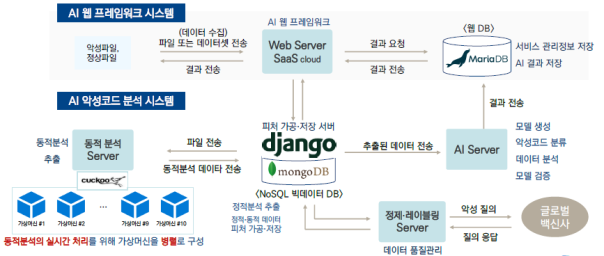 AI 웹 프레임워크 시스템
AI 웹 프레임워크
<웹 DB>
악성파일,
정상파일
(데이터 수집)
파일 또는 데이터셋 전송
결과 전송
Web Server
SaaS cloud
결과 요청
결과 전송
MariaDB
서비스 관리정보 저장
AI 결과 저장
AI 악성코드 분석 시스템
결과 전송
동적분석
추출
동적 분석
Server
cuckoo
파일 전송
동적분석 데이타 전송
피처 가공·저장 서버
django
mongoDB
<NoSQL 빅데이터 DB>
정적분석 추출
정적·동적 데이터
피처 가공·저장
추출된 데이터 전송
AI Server
모델 생성
악성코드 분류
데이터 분석
모델 검증
가상머신 #1
가상머신 #2
...
가상머신 #9
가상머신 #10
동적분석의 실시간 처리를 위해 가상머신을 병렬로 구성
정제·레이블링
Server
데이터 품질관리
악성 질의
질의 응답
글로벌
백신사